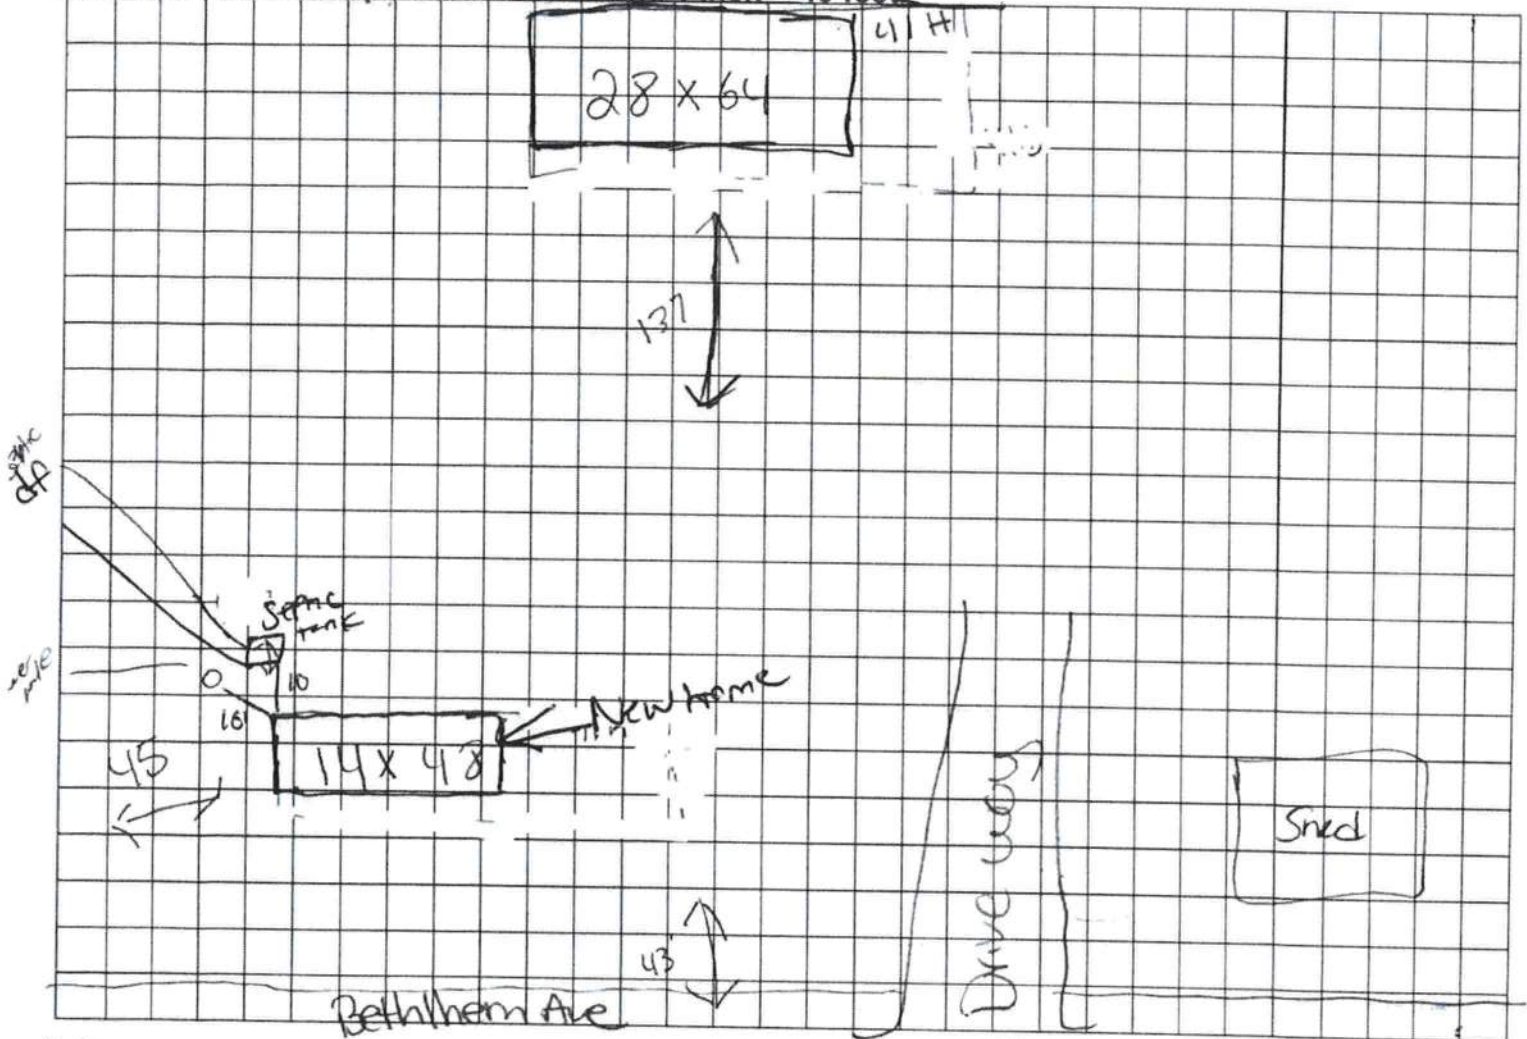 41 H
28 x 64
137
df
Septic
tank
10
10'
New Home
14 x 48
45
Drive way
Shed
43'
Bethlhem Ave